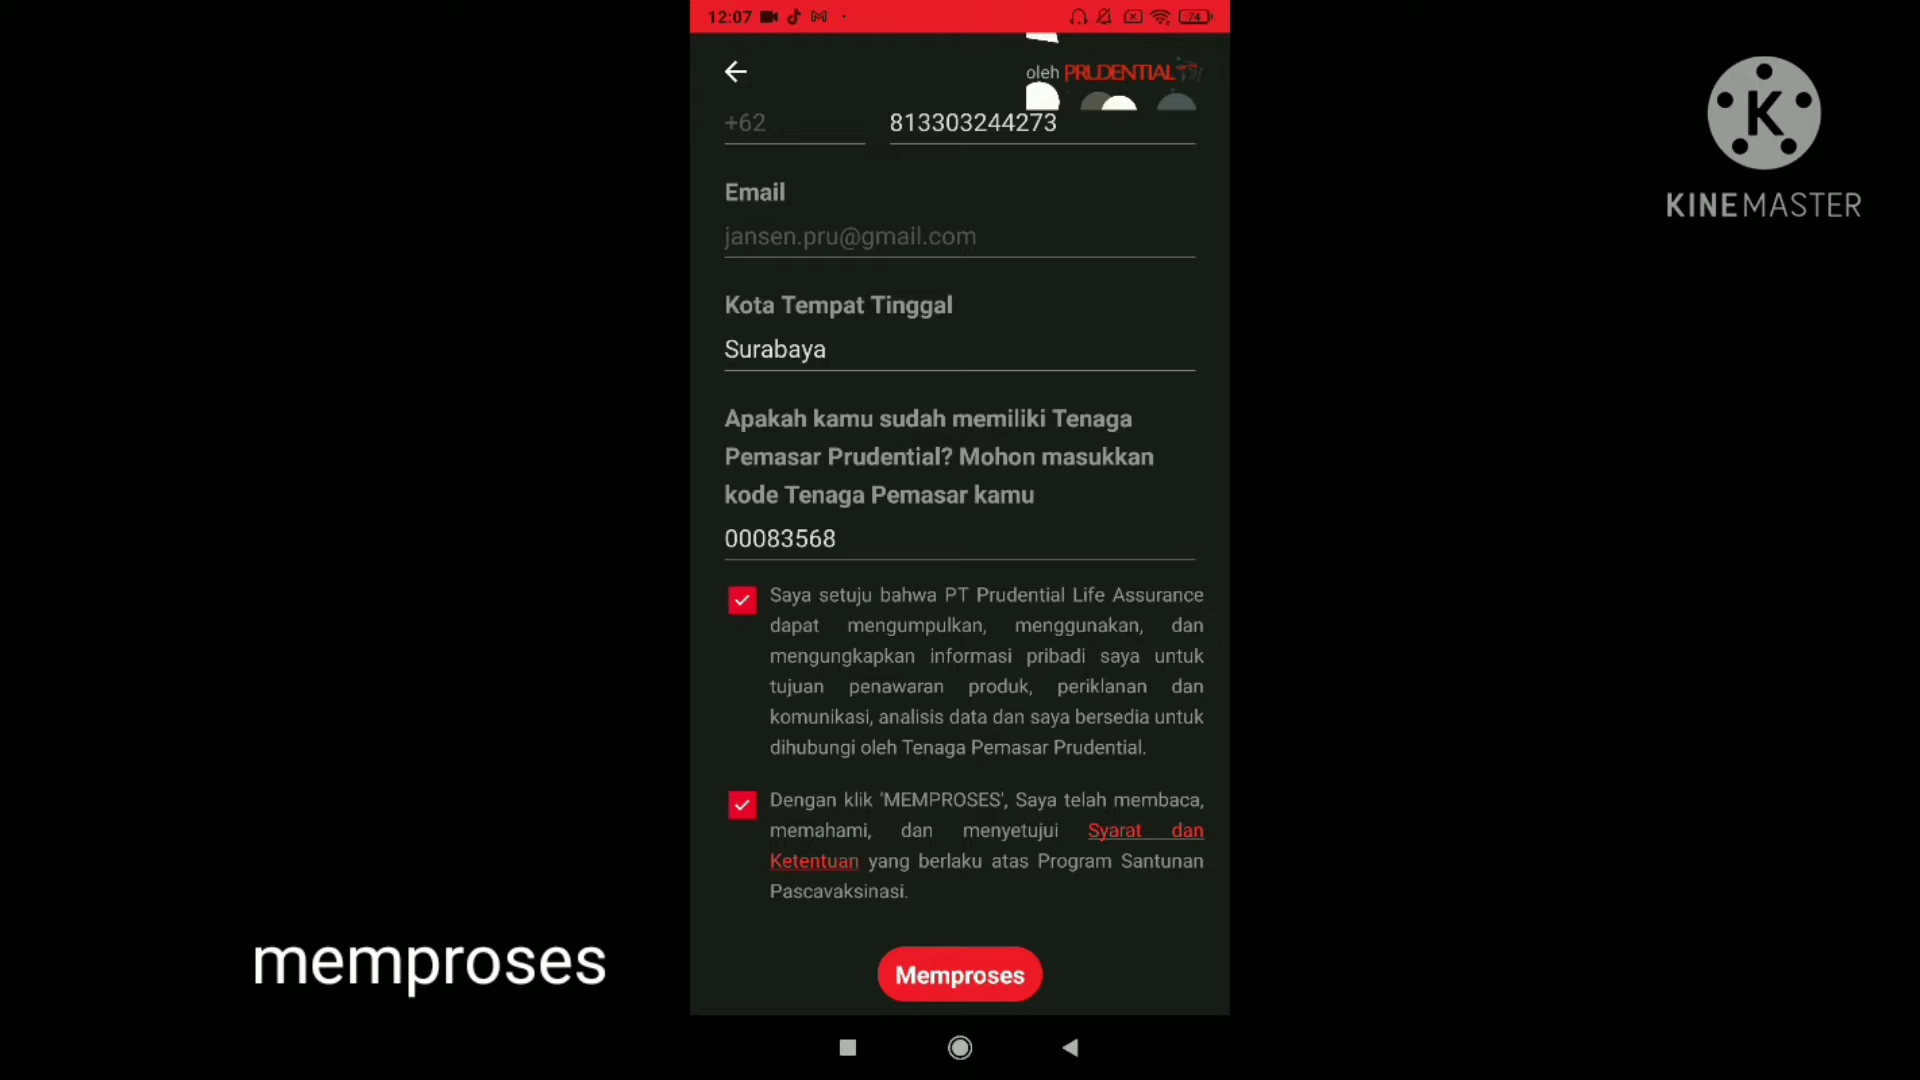 12:07
74
oleh PRUDENTIAL
+62 813303244273
KINEMASTER
Email
jansen.pru@gmail.com
Kota Tempat Tinggal
Surabaya
Apakah kamu sudah memiliki Tenaga
Pemasar Prudential? Mohon masukkan
kode Tenaga Pemasar kamu
00083568
Saya setuju bahwa PT Prudential Life Assurance
dapat mengumpulkan, menggunakan, dan
mengungkapkan informasi pribadi saya untuk
tujuan penawaran produk, periklanan dan
komunikasi, analisis data dan saya bersedia untuk
dihubungi oleh Tenaga Pemasar Prudential.
Dengan klik 'MEMPROSES', Saya telah membaca,
memahami, dan menyetujui Syarat dan
Ketentuan yang berlaku atas Program Santunan
Pascavaksinasi.
memproses
Memproses